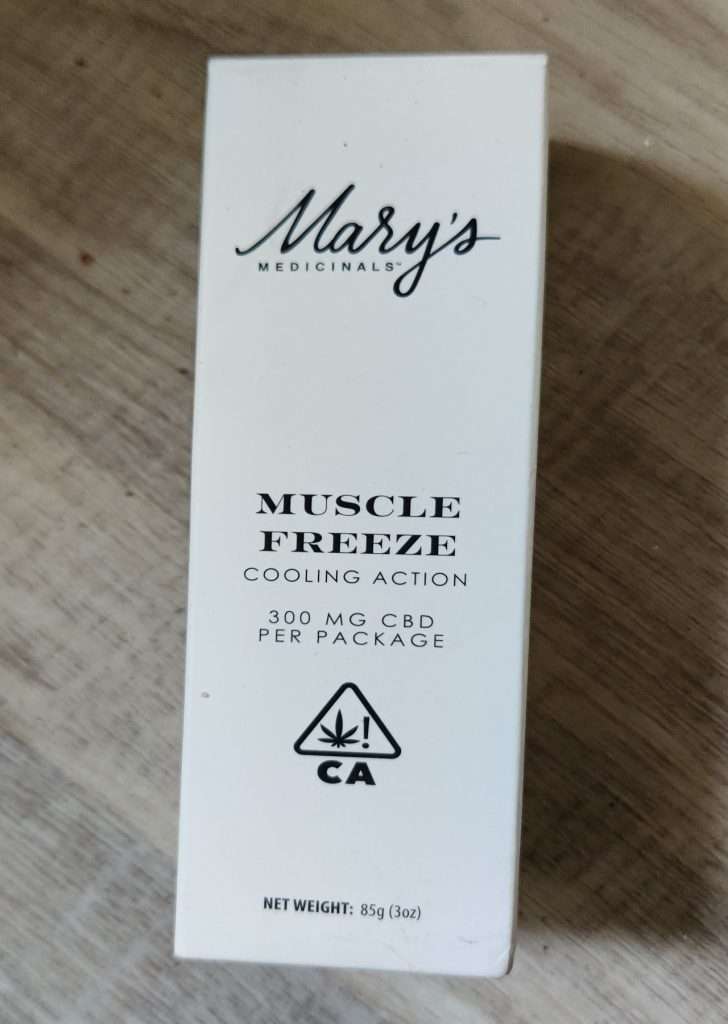 Mary's
MEDICINALS™
MUSCLE
FREEZE
COOLING ACTION
300 MG CBD
PER PACKAGE
!
CA
NET WEIGHT: 85g (3oz)